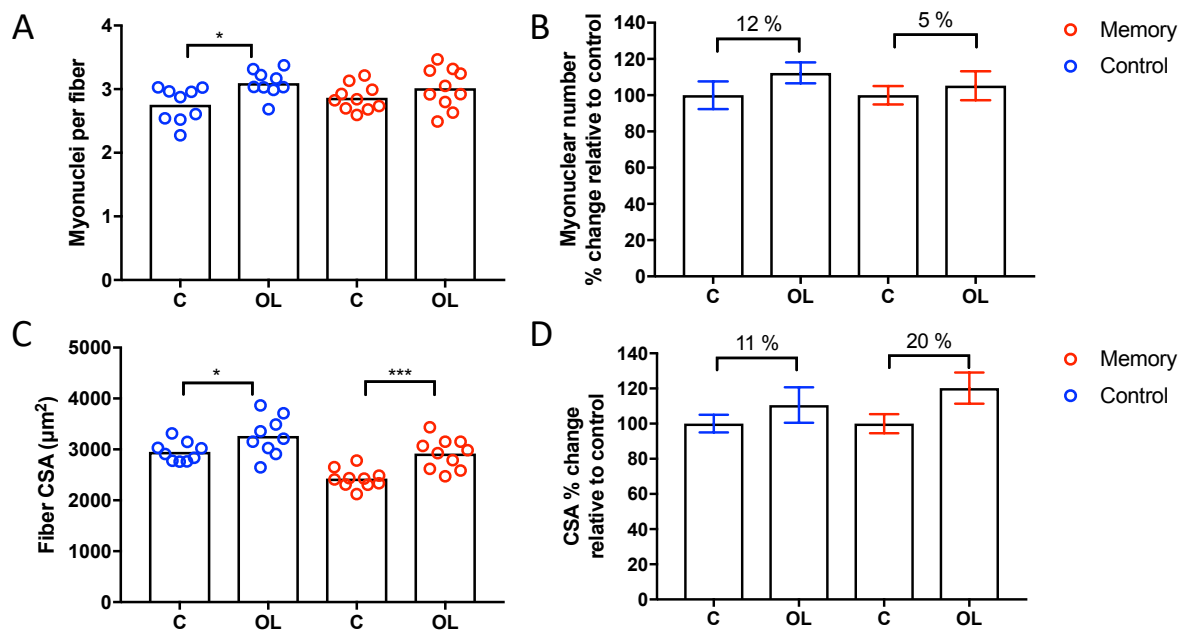 A
Myonuclei per fiber
4
3
2
1
0
*
C
OL
C
OL
B
Myonuclear number
% change relative to control
140
120
100
80
60
40
20
0
12 %
5 %
C
OL
C
OL
Memory
Control
C
Fiber CSA (µm²)
5000
4000
3000
2000
1000
0
*
***
C
OL
C
OL
D
CSA % change
relative to control
140
120
100
80
60
40
20
0
11 %
20 %
C
OL
C
OL
Memory
Control